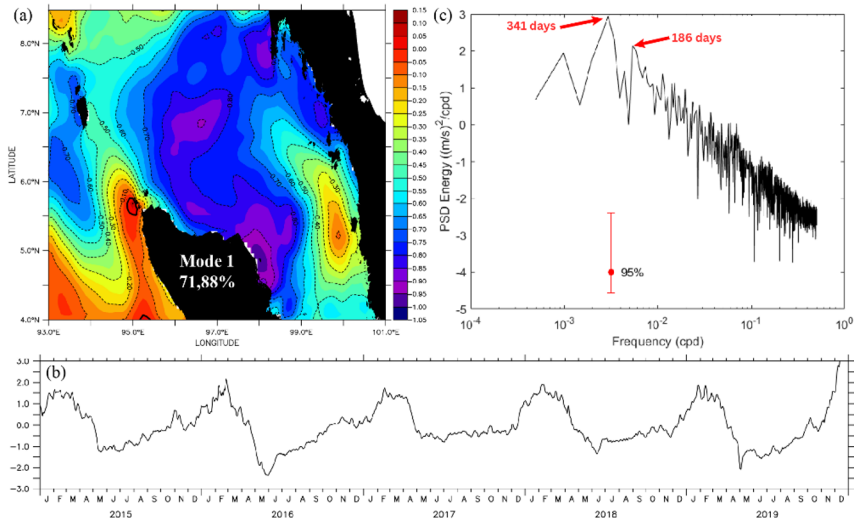 (a)
8.0°N
7.0°N
6.0°N
5.0°N
4.0°N
LATITUDE
93.0°E 95.0°E 97.0°E 99.0°E 101.0°E
LONGITUDE
Mode 1
71,88%
0.15
0.10
0.05
0.00
-0.05
-0.10
-0.15
-0.20
-0.25
-0.30
-0.35
-0.40
-0.45
-0.50
-0.55
-0.60
-0.65
-0.70
-0.75
-0.80
-0.85
-0.90
-0.95
-1.00
-1.05
(c)
341 days
186 days
PSD Energy ((m/s)^2/cpd)
3
2
1
0
-1
-2
-3
-4
-5
95%
10-4 10-3 10-2 10-1 100
Frequency (cpd)
(b)
3.0
2.0
1.0
0.0
-1.0
-2.0
-3.0
J F M A M J J A S O N D J F M A M J J A S O N D J F M A M J J A S O N D J F M A M J J A S O N D J F M A M J J A S O N D
2015 2016 2017 2018 2019